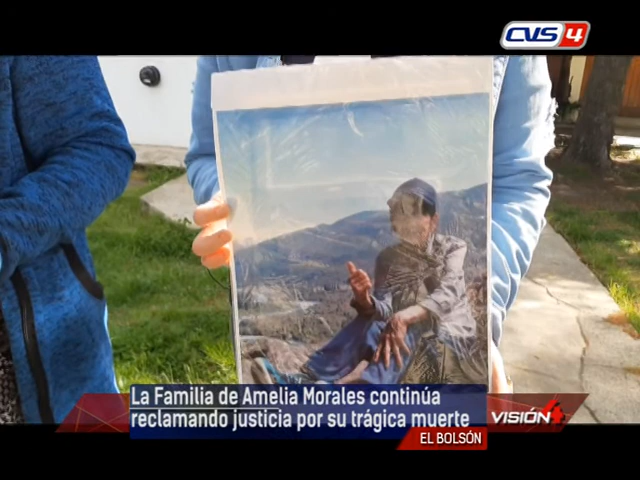 CVS 4
La Familia de Amelia Morales continúa
reclamando justicia por su trágica muerte
VISIÓN 4
EL BOLSÓN